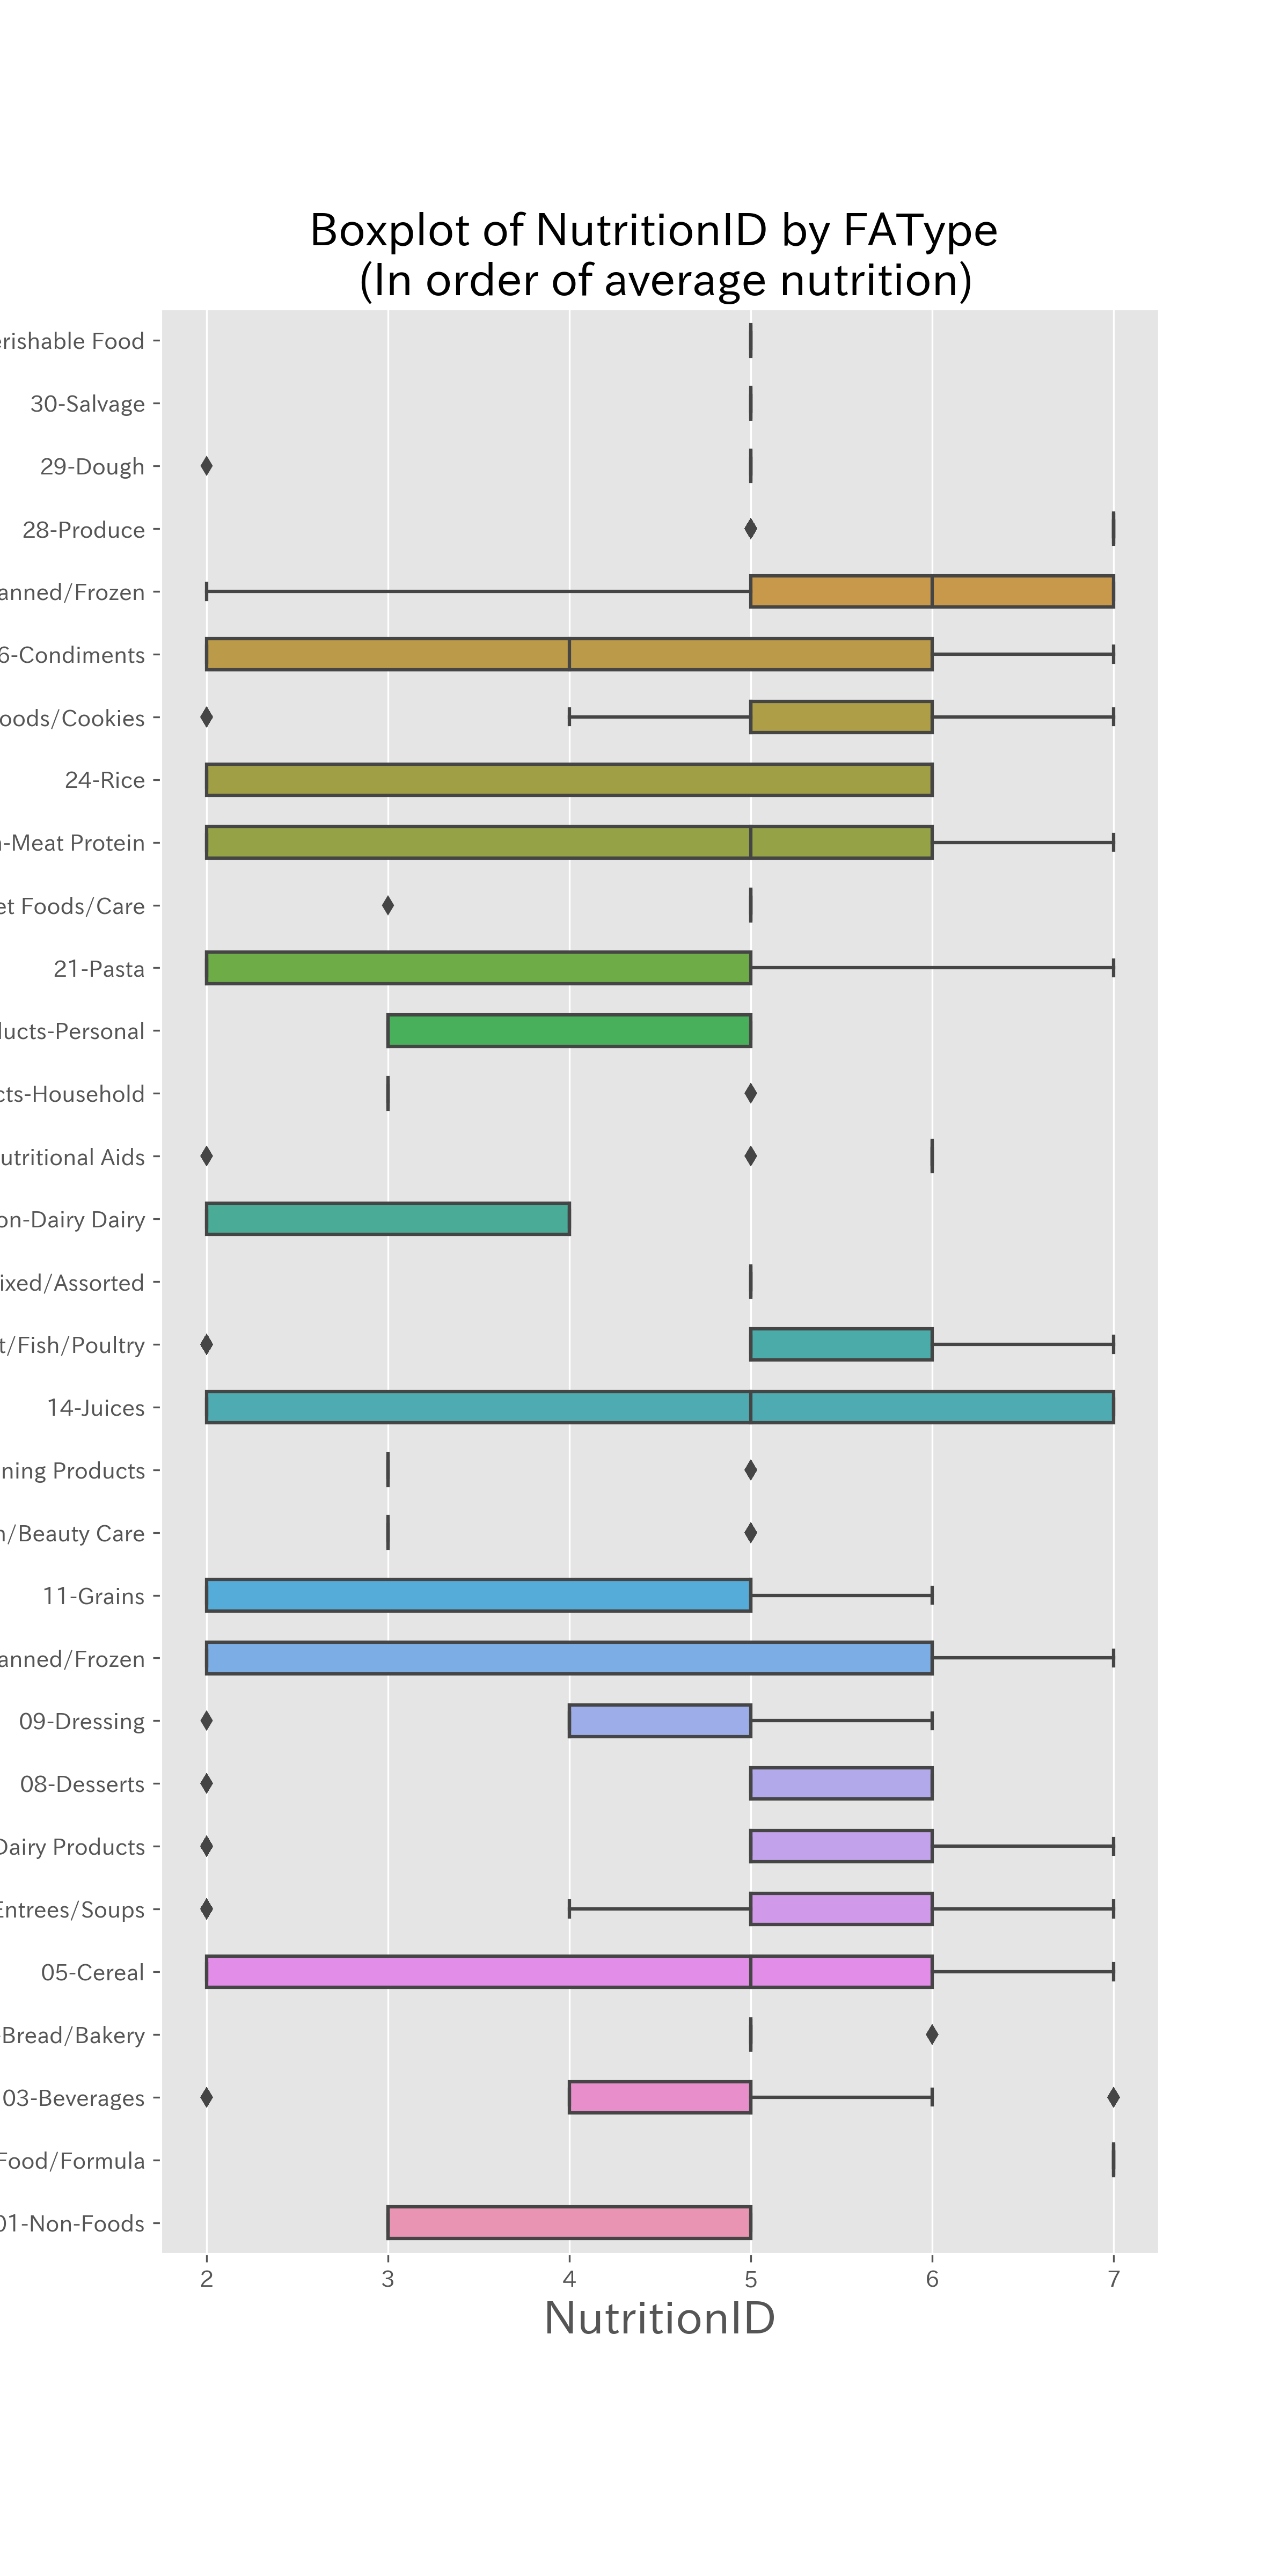 Boxplot of NutritionID by FAType
(In order of average nutrition)
erishable Food
30-Salvage
29-Dough
28-Produce
anned/Frozen
6-Condiments
oods/Cookies
24-Rice
-Meat Protein
et Foods/Care
21-Pasta
ducts-Personal
cts-Household
utritional Aids
on-Dairy Dairy
ixed/Assorted
t/Fish/Poultry
14-Juices
ning Products
/Beauty Care
11-Grains
anned/Frozen
09-Dressing
08-Desserts
Dairy Products
Entrees/Soups
05-Cereal
Bread/Bakery
03-Beverages
Food/Formula
01-Non-Foods
2 3 4 5 6 7
NutritionID